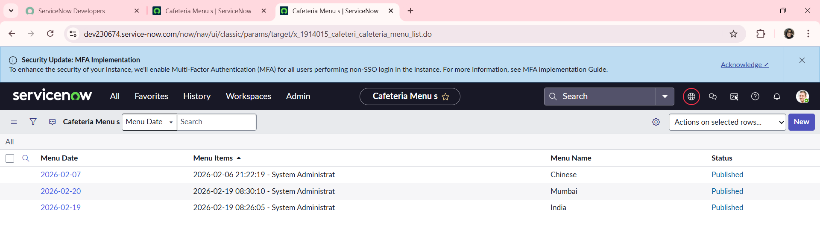 ServiceNow Developers
Cafeteria Menu s | ServiceNow
Cafeteria Menu s | ServiceNow
dev230674.service-now.com/now/nav/ui/classic/params/target/x_1914015_cafeteri_cafeteria_menu_list.do
Security Update: MFA Implementation
To enhance the security of your instance, we'll enable Multi-Factor Authentication (MFA) for all users performing non-SSO login in the instance. For more information, see MFA Implementation Guide.
Acknowledge
servicenow All Favorites History Workspaces Admin Cafeteria Menu s Search
Cafeteria Menu s Menu Date Search Actions on selected rows... New
All
Menu Date Menu Items Menu Name Status
2026-02-07 2026-02-06 21:22:19 - System Administrat Chinese Published
2026-02-20 2026-02-19 08:30:10 - System Administrat Mumbai Published
2026-02-19 2026-02-19 08:26:05 - System Administrat India Published